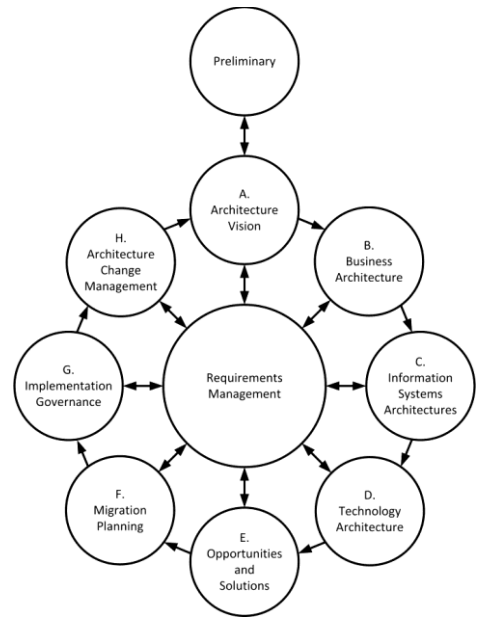 Preliminary
A.
Architecture
Vision
B.
Business
Architecture
C.
Information
Systems
Architectures
D.
Technology
Architecture
E.
Opportunities
and
Solutions
F.
Migration
Planning
G.
Implementation
Governance
H.
Architecture
Change
Management
Requirements
Management